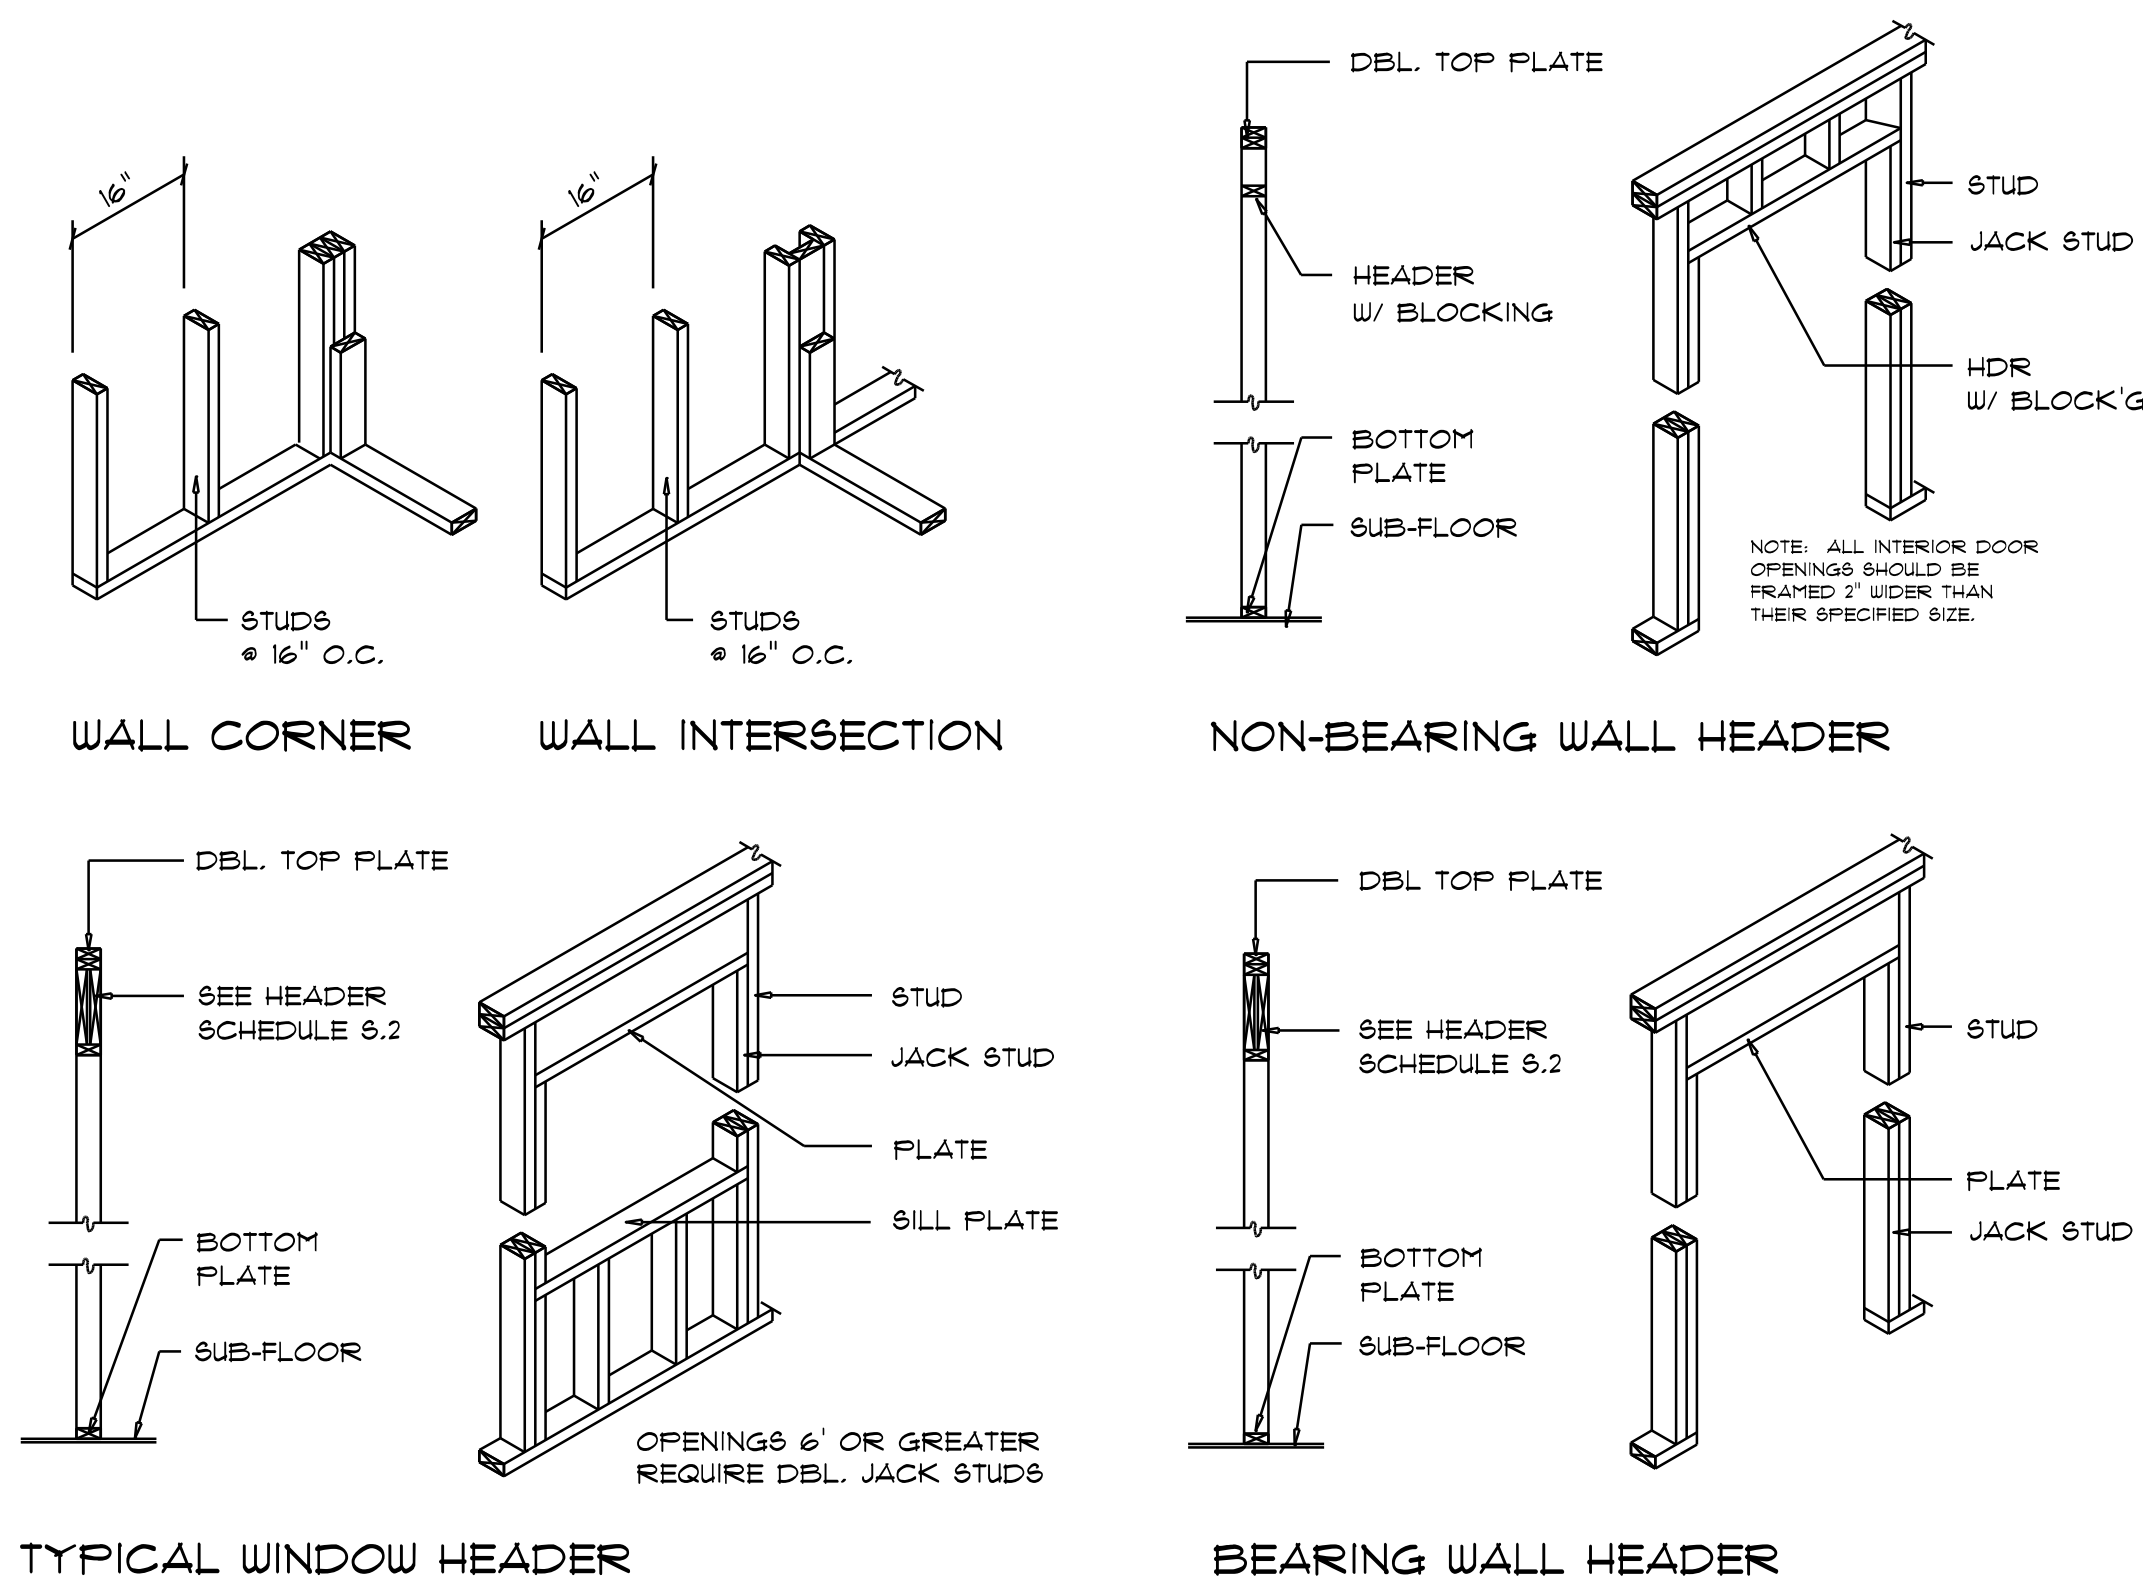 16"
STUDS
@ 16" O.C.
WALL CORNER
16"
STUDS
@ 16" O.C.
WALL INTERSECTION
DBL. TOP PLATE
HEADER
W/ BLOCKING
BOTTOM
PLATE
SUB-FLOOR
STUD
JACK STUD
HDR
W/ BLOCK'G
NOTE: ALL INTERIOR DOOR
OPENINGS SHOULD BE
FRAMED 2" WIDER THAN
THEIR SPECIFIED SIZE.
NON-BEARING WALL HEADER
DBL. TOP PLATE
SEE HEADER
SCHEDULE S.2
BOTTOM
PLATE
SUB-FLOOR
STUD
JACK STUD
PLATE
SILL PLATE
OPENINGS 6' OR GREATER
REQUIRE DBL. JACK STUDS
TYPICAL WINDOW HEADER
DBL TOP PLATE
SEE HEADER
SCHEDULE S.2
BOTTOM
PLATE
SUB-FLOOR
STUD
PLATE
JACK STUD
BEARING WALL HEADER